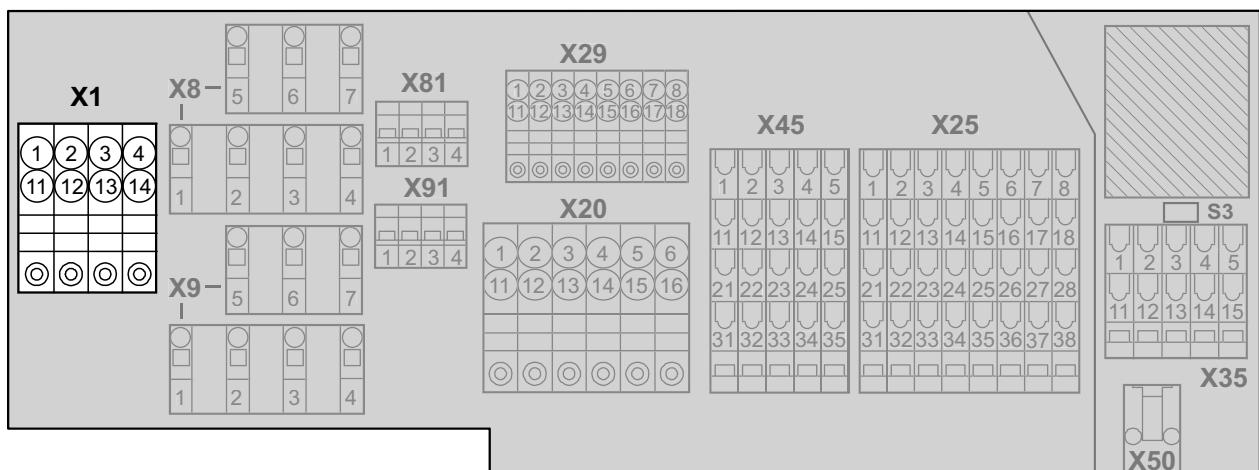 X1
1 2 3 4
11 12 13 14
X8
5 6 7
1 2 3 4
X9
5 6 7
1 2 3 4
X81
1 2 3 4
X91
1 2 3 4
X29
1 2 3 4 5 6 7 8
11 12 13 14 15 16 17 18
X20
1 2 3 4 5 6
11 12 13 14 15 16
X45
1 2 3 4 5
11 12 13 14 15
21 22 23 24 25
31 32 33 34 35
X25
1 2 3 4 5 6 7 8
11 12 13 14 15 16 17 18
21 22 23 24 25 26 27 28
31 32 33 34 35 36 37 38
S3
1 2 3 4 5
11 12 13 14 15
X35
X50